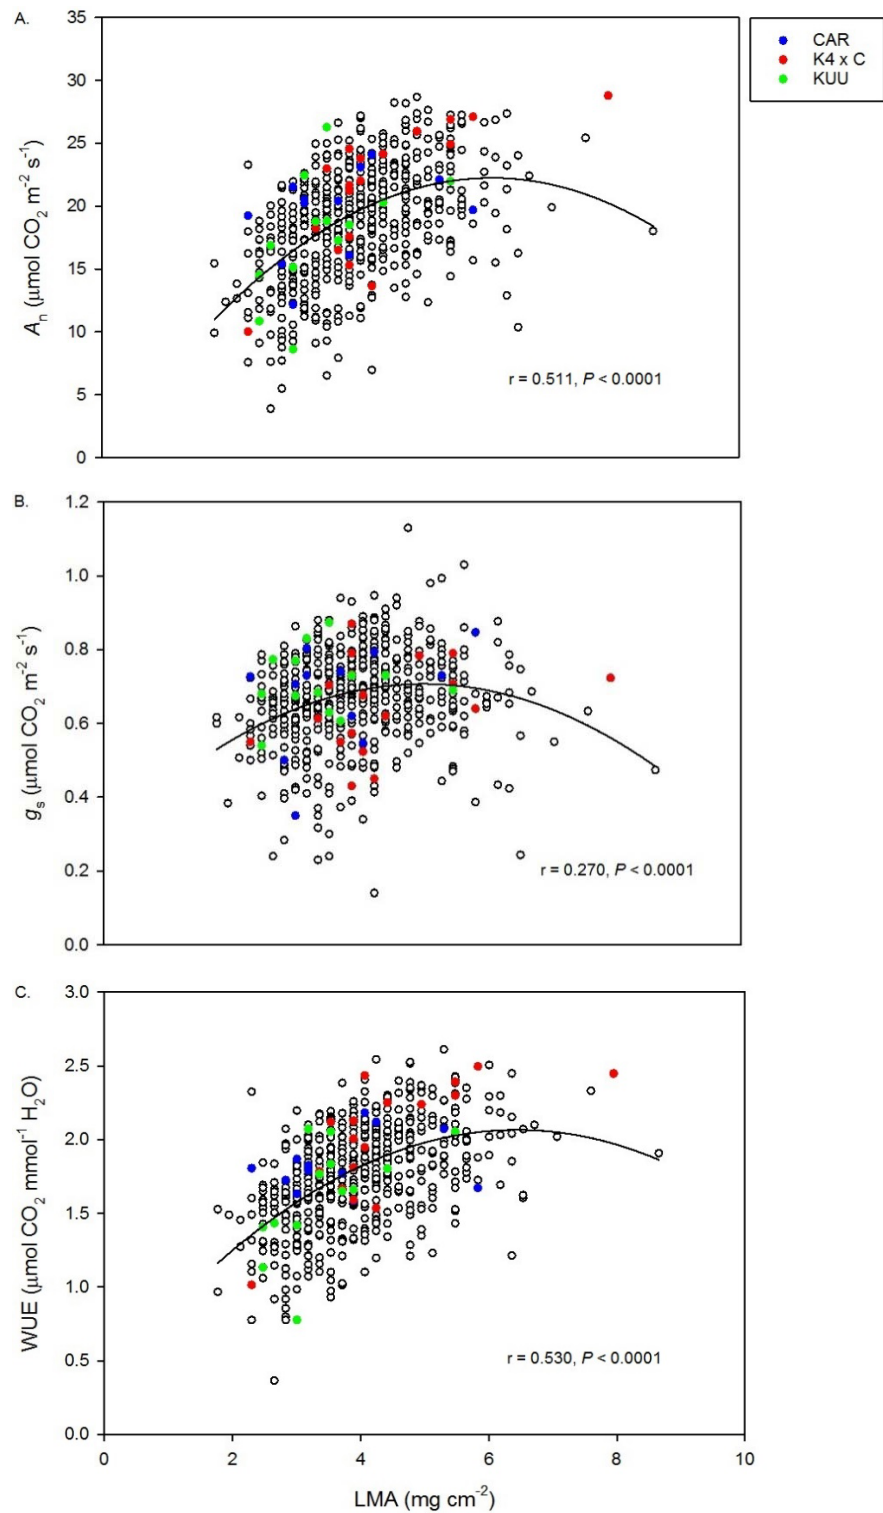 A.
35
30
25
20
15
10
5
0
Aₙ (μmol CO₂ m⁻² s⁻¹)
r = 0.511, P < 0.0001
CAR
K4 x C
KUU
B.
1.2
1.0
0.8
0.6
0.4
0.2
0.0
gₛ (μmol CO₂ m⁻² s⁻¹)
r = 0.270, P < 0.0001
C.
3.0
2.5
2.0
1.5
1.0
0.5
0.0
WUE (μmol CO₂ mmol⁻¹ H₂O)
r = 0.530, P < 0.0001
0 2 4 6 8 10
LMA (mg cm⁻²)